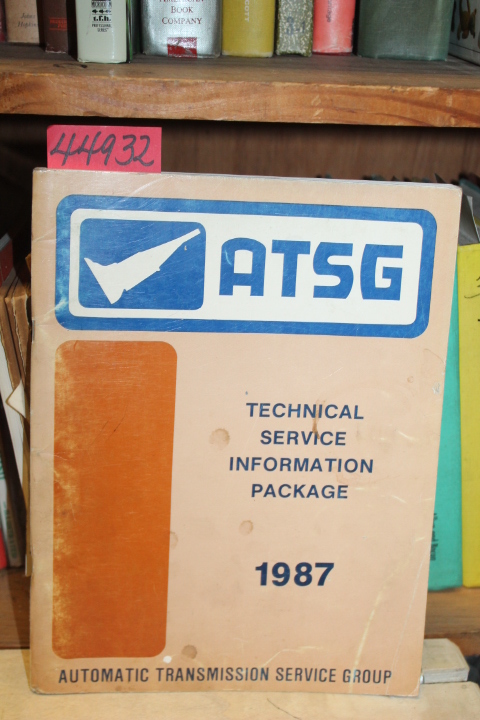 BOOK
COMPANY
44932
ATSG
TECHNICAL
SERVICE
INFORMATION
PACKAGE
1987
AUTOMATIC TRANSMISSION SERVICE GROUP